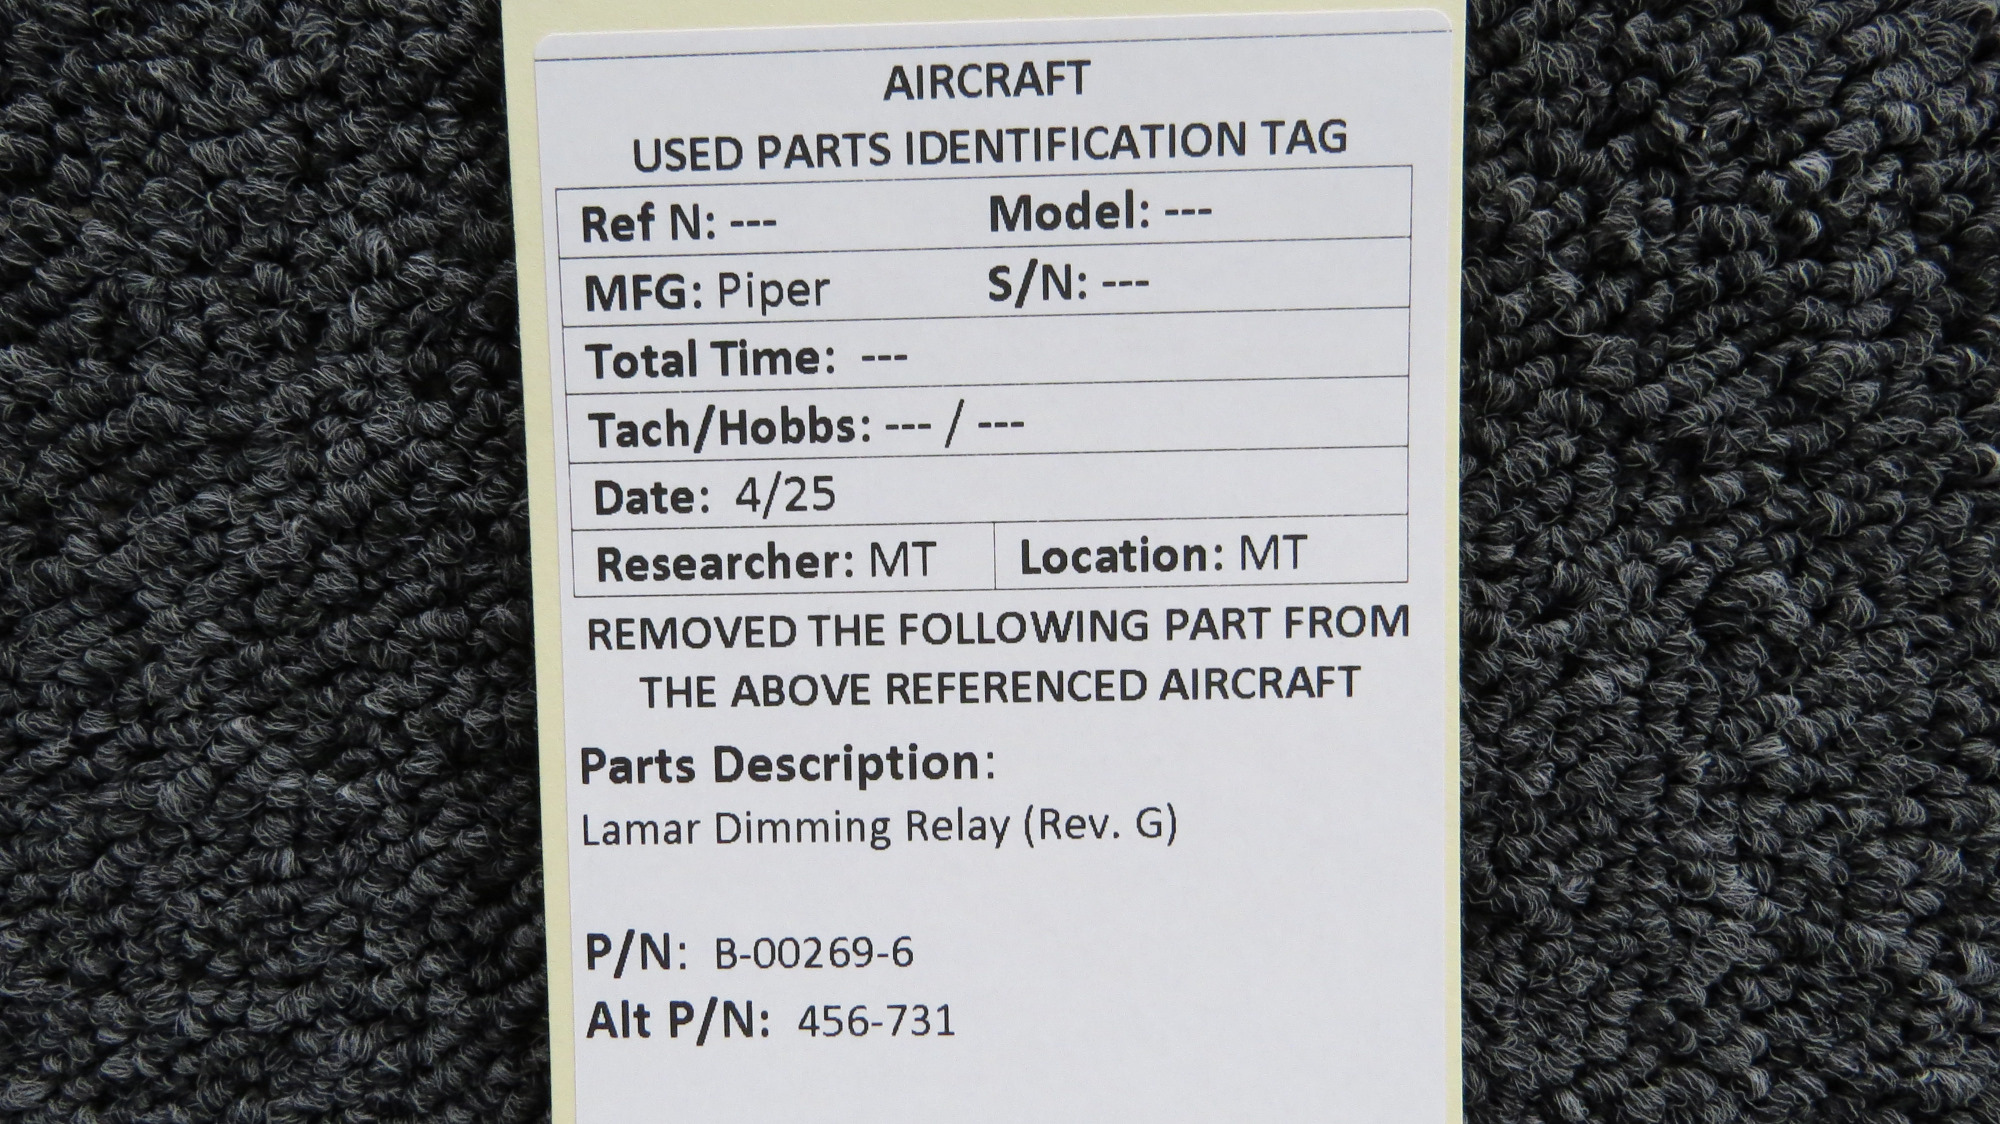 AIRCRAFT
USED PARTS IDENTIFICATION TAG
Ref N: --- Model: ---
MFG: Piper S/N: ---
Total Time: ---
Tach/Hobbs: --- / ---
Date: 4/25
Researcher: MT Location: MT
REMOVED THE FOLLOWING PART FROM
THE ABOVE REFERENCED AIRCRAFT
Parts Description:
Lamar Dimming Relay (Rev. G)
P/N: B-00269-6
Alt P/N: 456-731